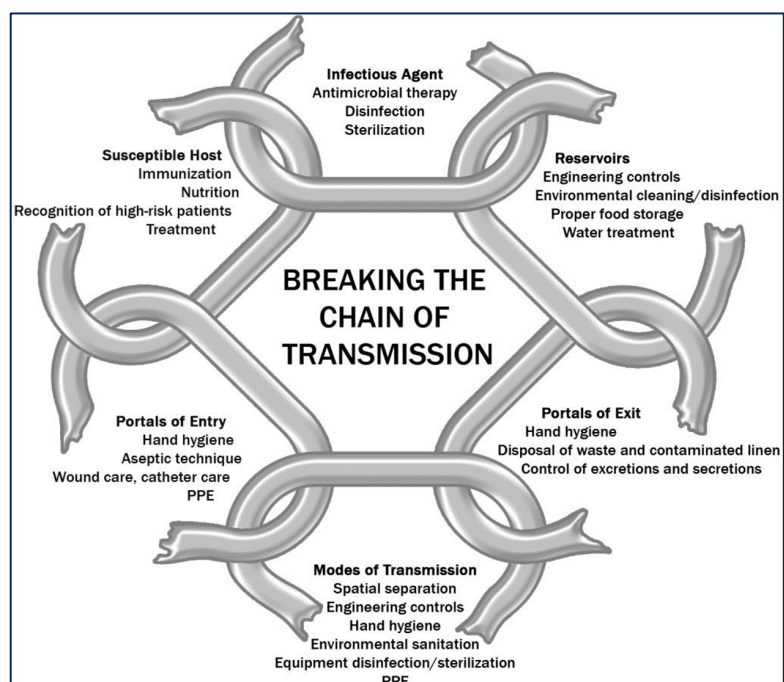 Infectious Agent
Antimicrobial therapy
Disinfection
Sterilization
Susceptible Host
Immunization
Nutrition
Recognition of high-risk patients
Treatment
Reservoirs
Engineering controls
Environmental cleaning/disinfection
Proper food storage
Water treatment
BREAKING THE
CHAIN OF
TRANSMISSION
Portals of Entry
Hand hygiene
Aseptic technique
Wound care, catheter care
PPE
Portals of Exit
Hand hygiene
Disposal of waste and contaminated linen
Control of excretions and secretions
Modes of Transmission
Spatial separation
Engineering controls
Hand hygiene
Environmental sanitation
Equipment disinfection/sterilization
PPE